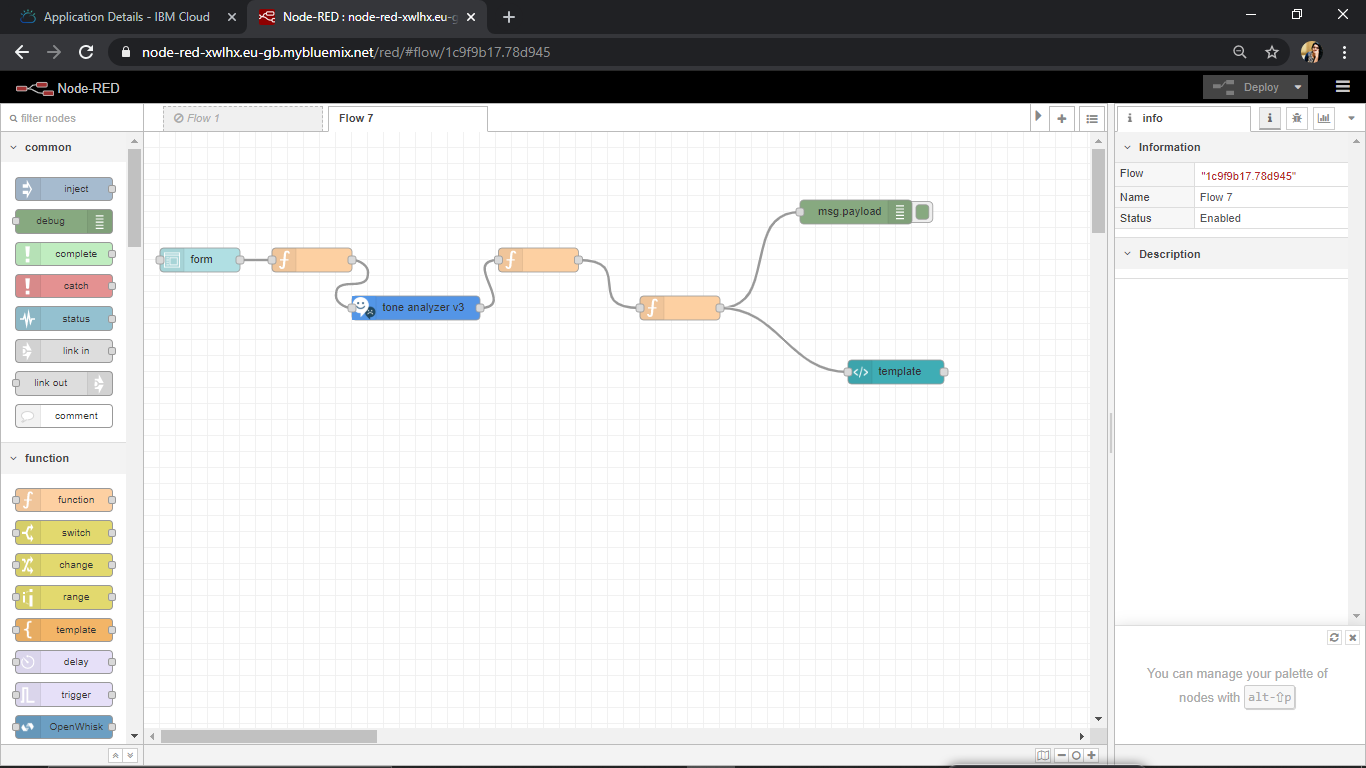 Application Details - IBM Cloud
Node-RED : node-red-xwlhx.eu-g
node-red-xwlhx.eu-gb.mybluemix.net/red/#flow/1c9f9b17.78d945
Node-RED
Deploy
filter nodes
Flow 1
Flow 7
i info
i
common
inject
debug
complete
catch
status
link in
link out
comment
function
function
switch
change
range
template
delay
trigger
OpenWhisk
form
tone analyzer v3
msg.payload
template
Information
Flow "1c9f9b17.78d945"
Name Flow 7
Status Enabled
Description
You can manage your palette of
nodes with alt-⇧p